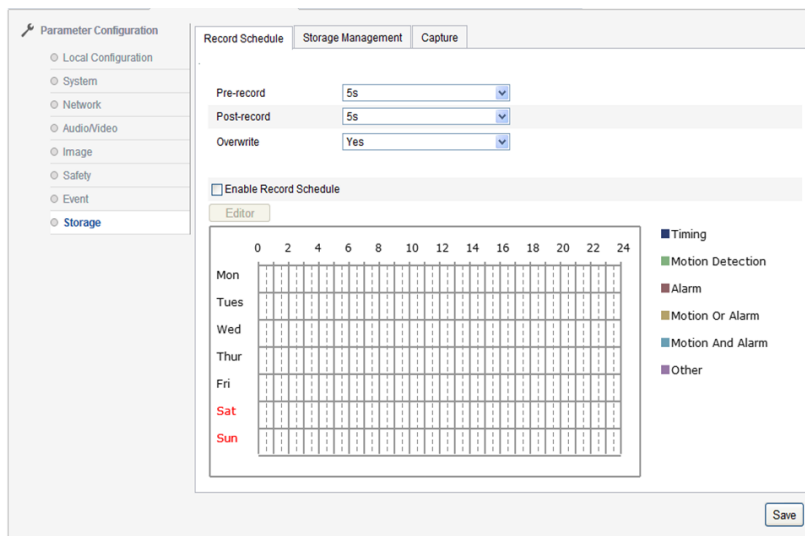 Parameter Configuration
Local Configuration
System
Network
Audio/Video
Image
Safety
Event
Storage
Record Schedule Storage Management Capture
Pre-record 5s
Post-record 5s
Overwrite Yes
Enable Record Schedule
Editor
0 2 4 6 8 10 12 14 16 18 20 22 24
Mon
Tues
Wed
Thur
Fri
Sat
Sun
Timing
Motion Detection
Alarm
Motion Or Alarm
Motion And Alarm
Other
Save